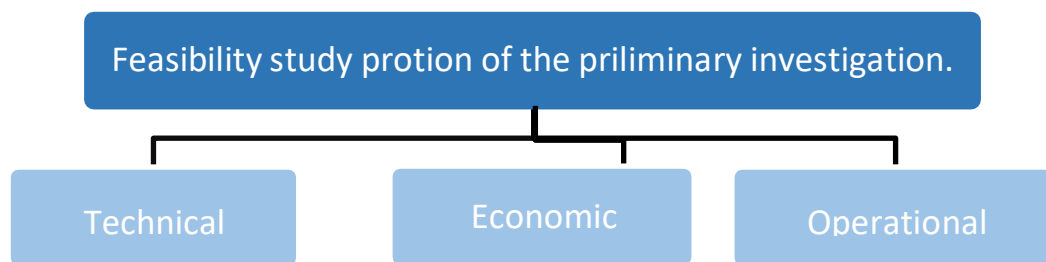 Feasibility study protion of the priliminary investigation.
Technical
Economic
Operational